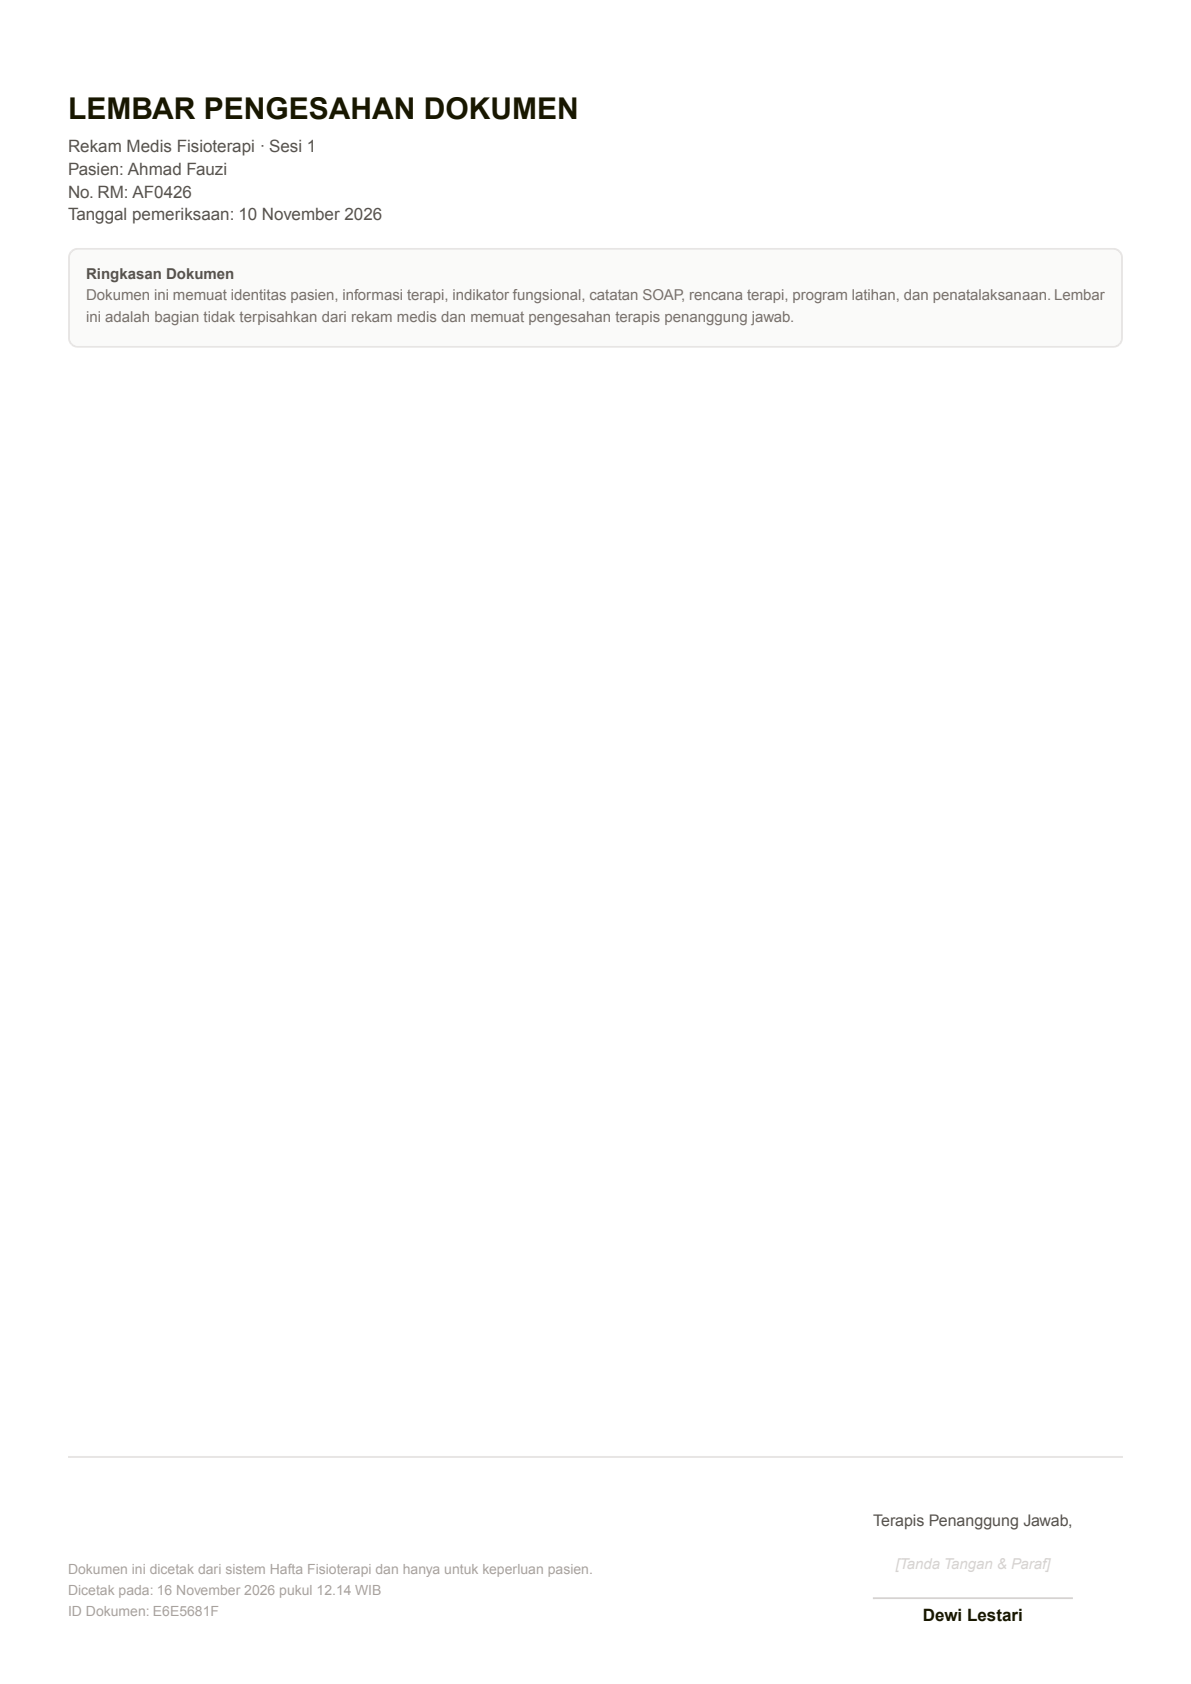 LEMBAR PENGESAHAN DOKUMEN
Rekam Medis Fisioterapi · Sesi 1
Pasien: Ahmad Fauzi
No. RM: AF0426
Tanggal pemeriksaan: 10 November 2026
Ringkasan Dokumen
Dokumen ini memuat identitas pasien, informasi terapi, indikator fungsional, catatan SOAP, rencana terapi, program latihan, dan penatalaksanaan. Lembar
ini adalah bagian tidak terpisahkan dari rekam medis dan memuat pengesahan terapis penanggung jawab.
Terapis Penanggung Jawab,
[Tanda Tangan & Paraf]
Dewi Lestari
Dokumen ini dicetak dari sistem Hafta Fisioterapi dan hanya untuk keperluan pasien.
Dicetak pada: 16 November 2026 pukul 12.14 WIB
ID Dokumen: E6E5681F